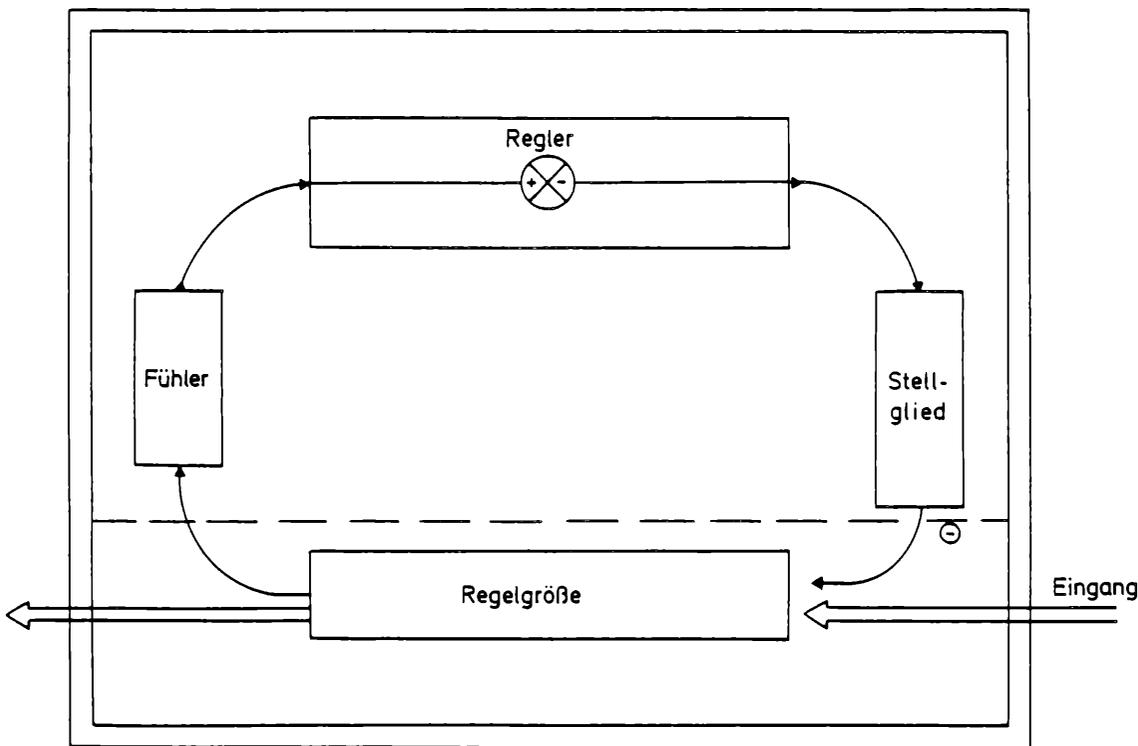 Regler
+ -
Fühler
Stell-
glied
-
Regelgröße
Eingang